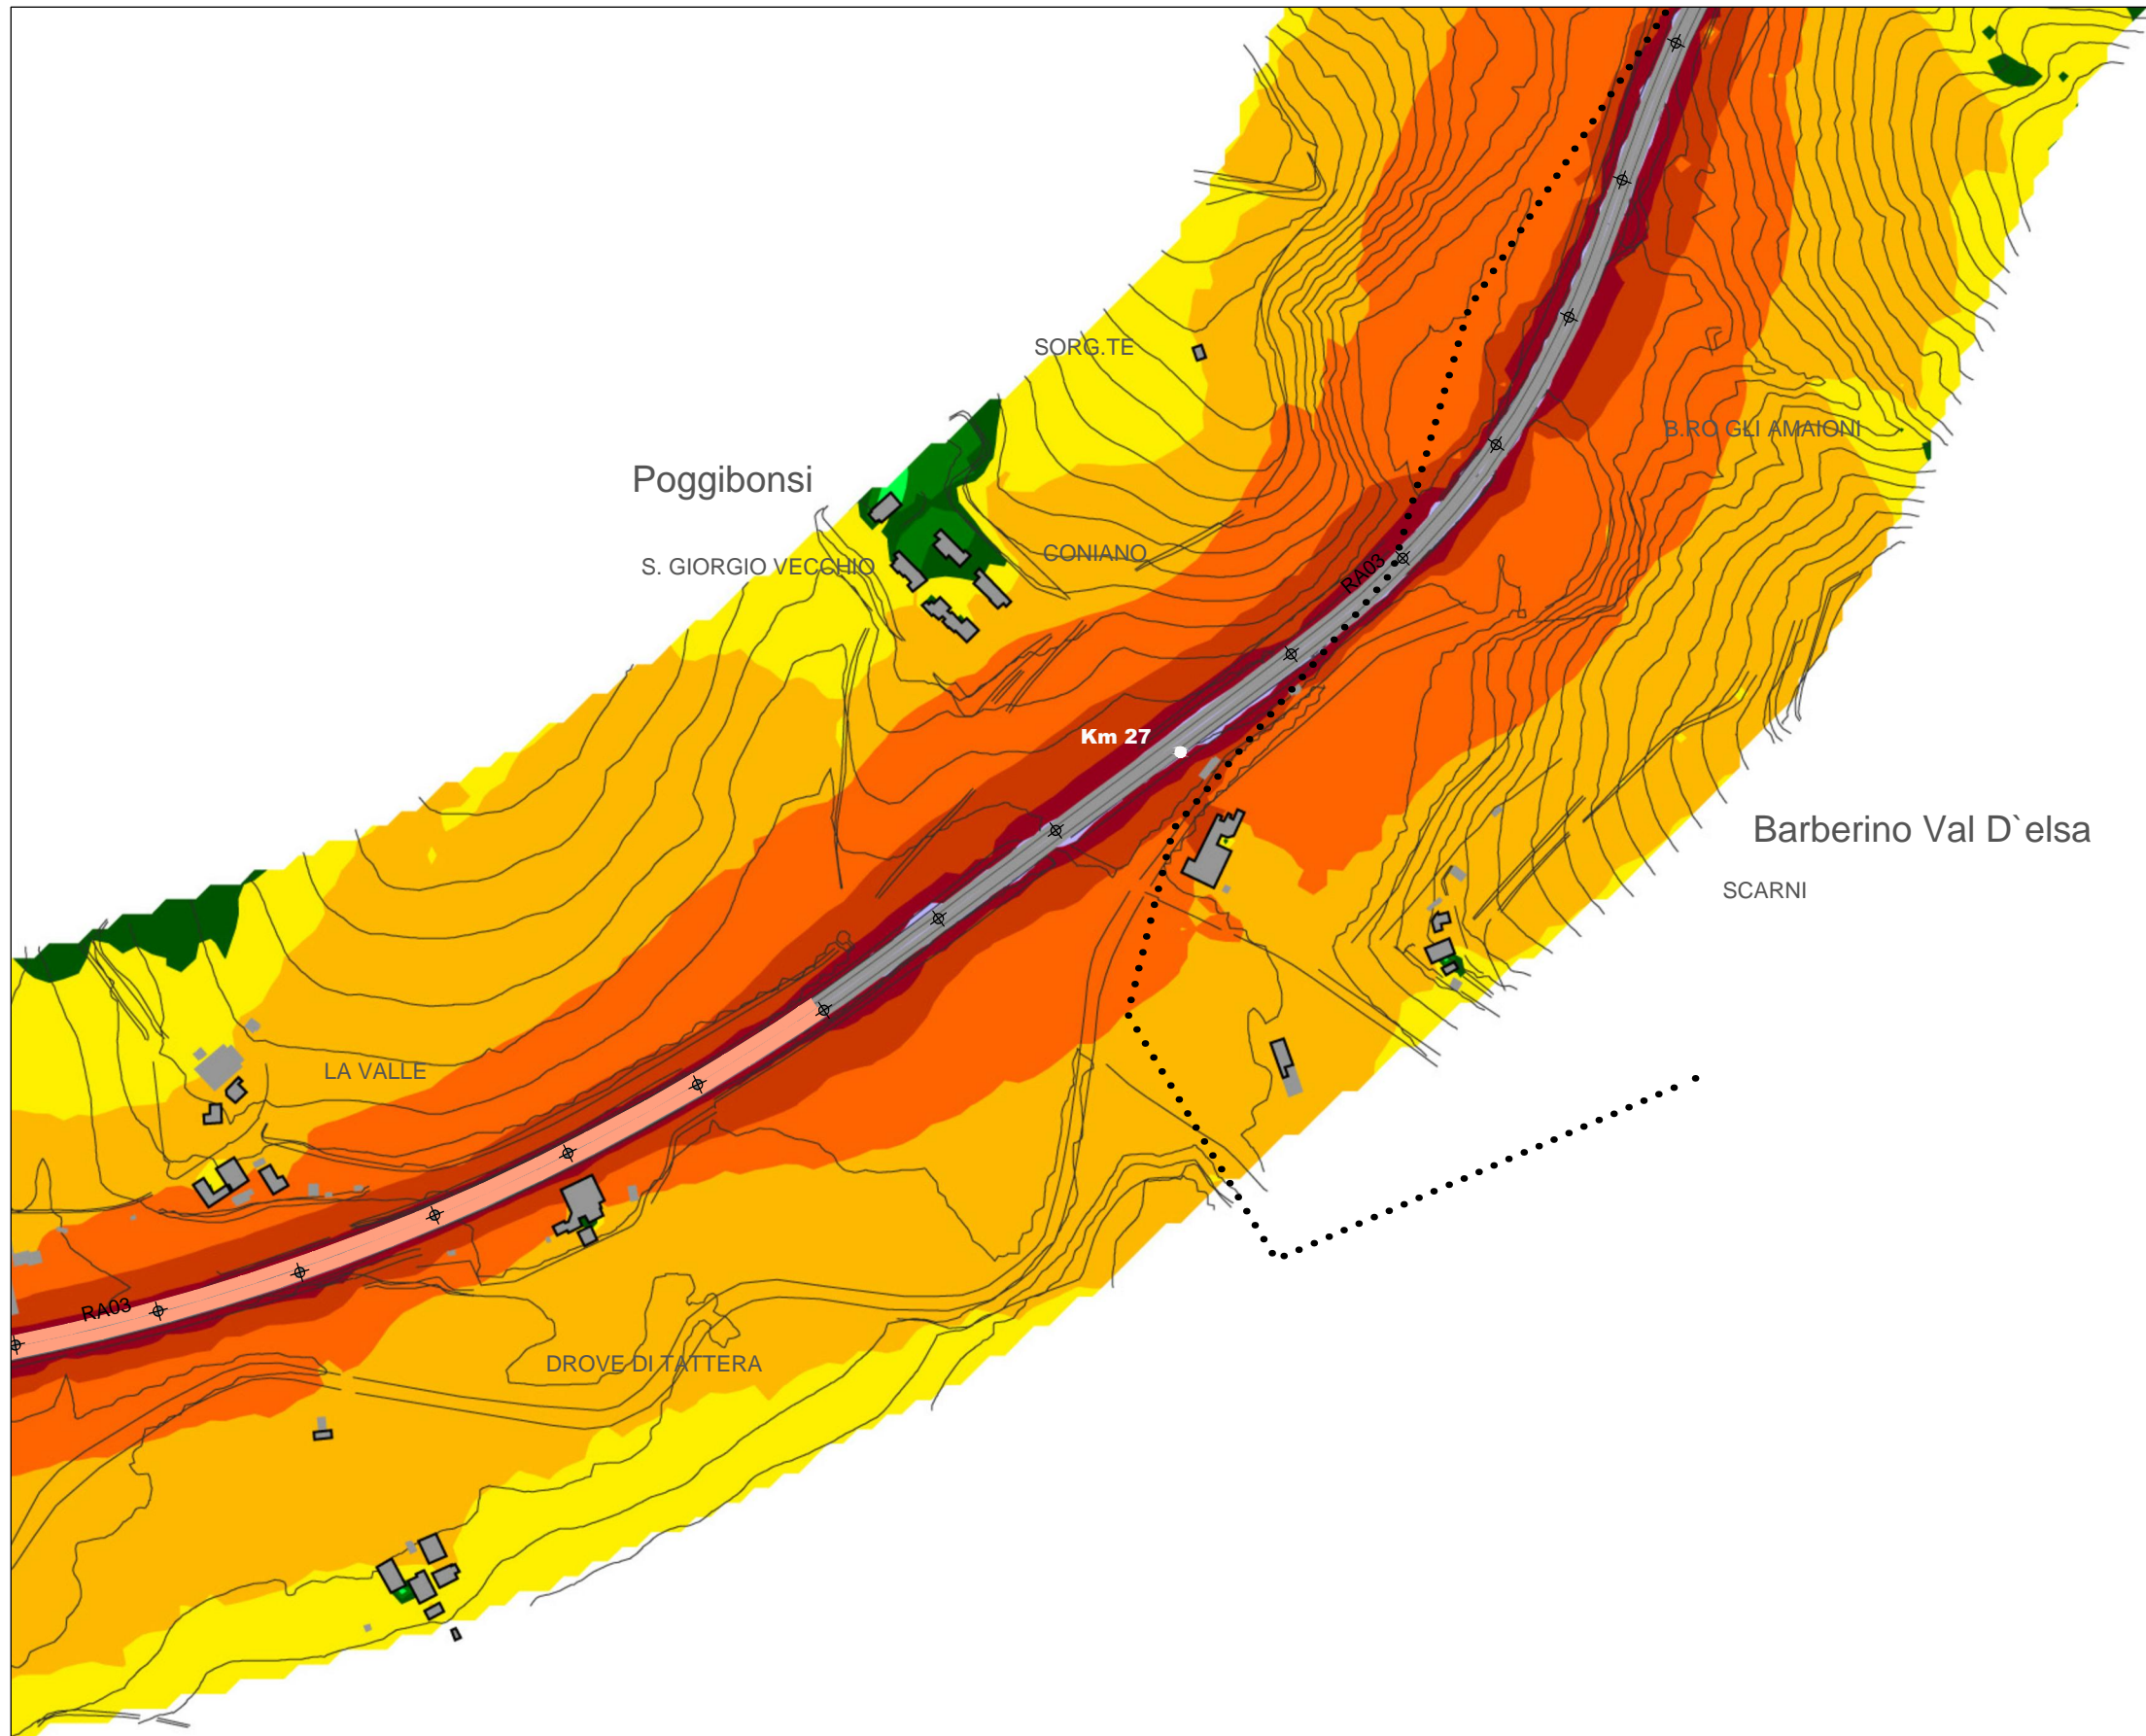 SORG.TE
B.RO GLI AMAIONI
Poggibonsi
S. GIORGIO VECCHIO
CONIANO
RA03
Km 27
Barberino Val D`elsa
SCARNI
LA VALLE
RA03
DROVE DI TATTERA